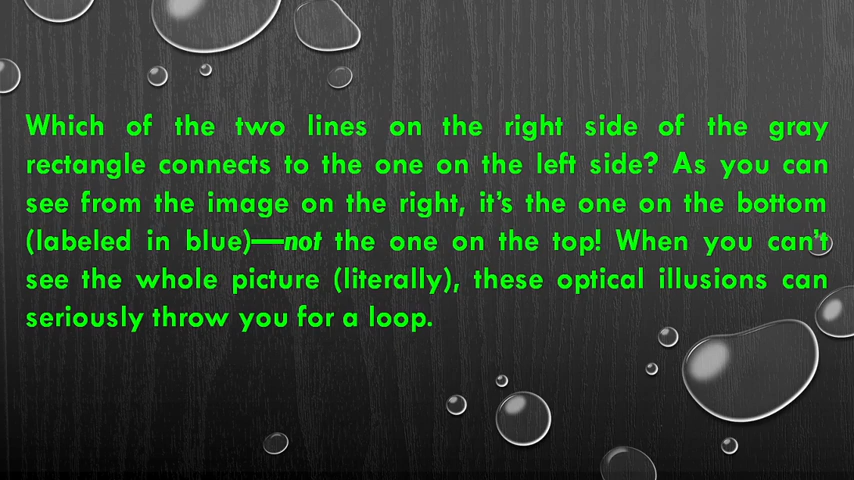 Which of the two lines on the right side of the gray
rectangle connects to the one on the left side? As you can
see from the image on the right, it’s the one on the bottom
(labeled in blue)—not the one on the top! When you can’t
see the whole picture (literally), these optical illusions can
seriously throw you for a loop.